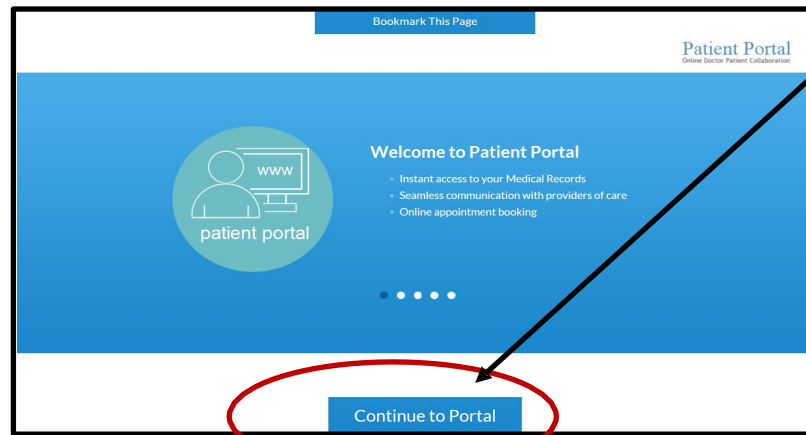 Bookmark This Page
Patient Portal
Online Doctor Patient Collaboration
www
patient portal
Welcome to Patient Portal
Instant access to your Medical Records
Seamless communication with providers of care
Online appointment booking
Continue to Portal